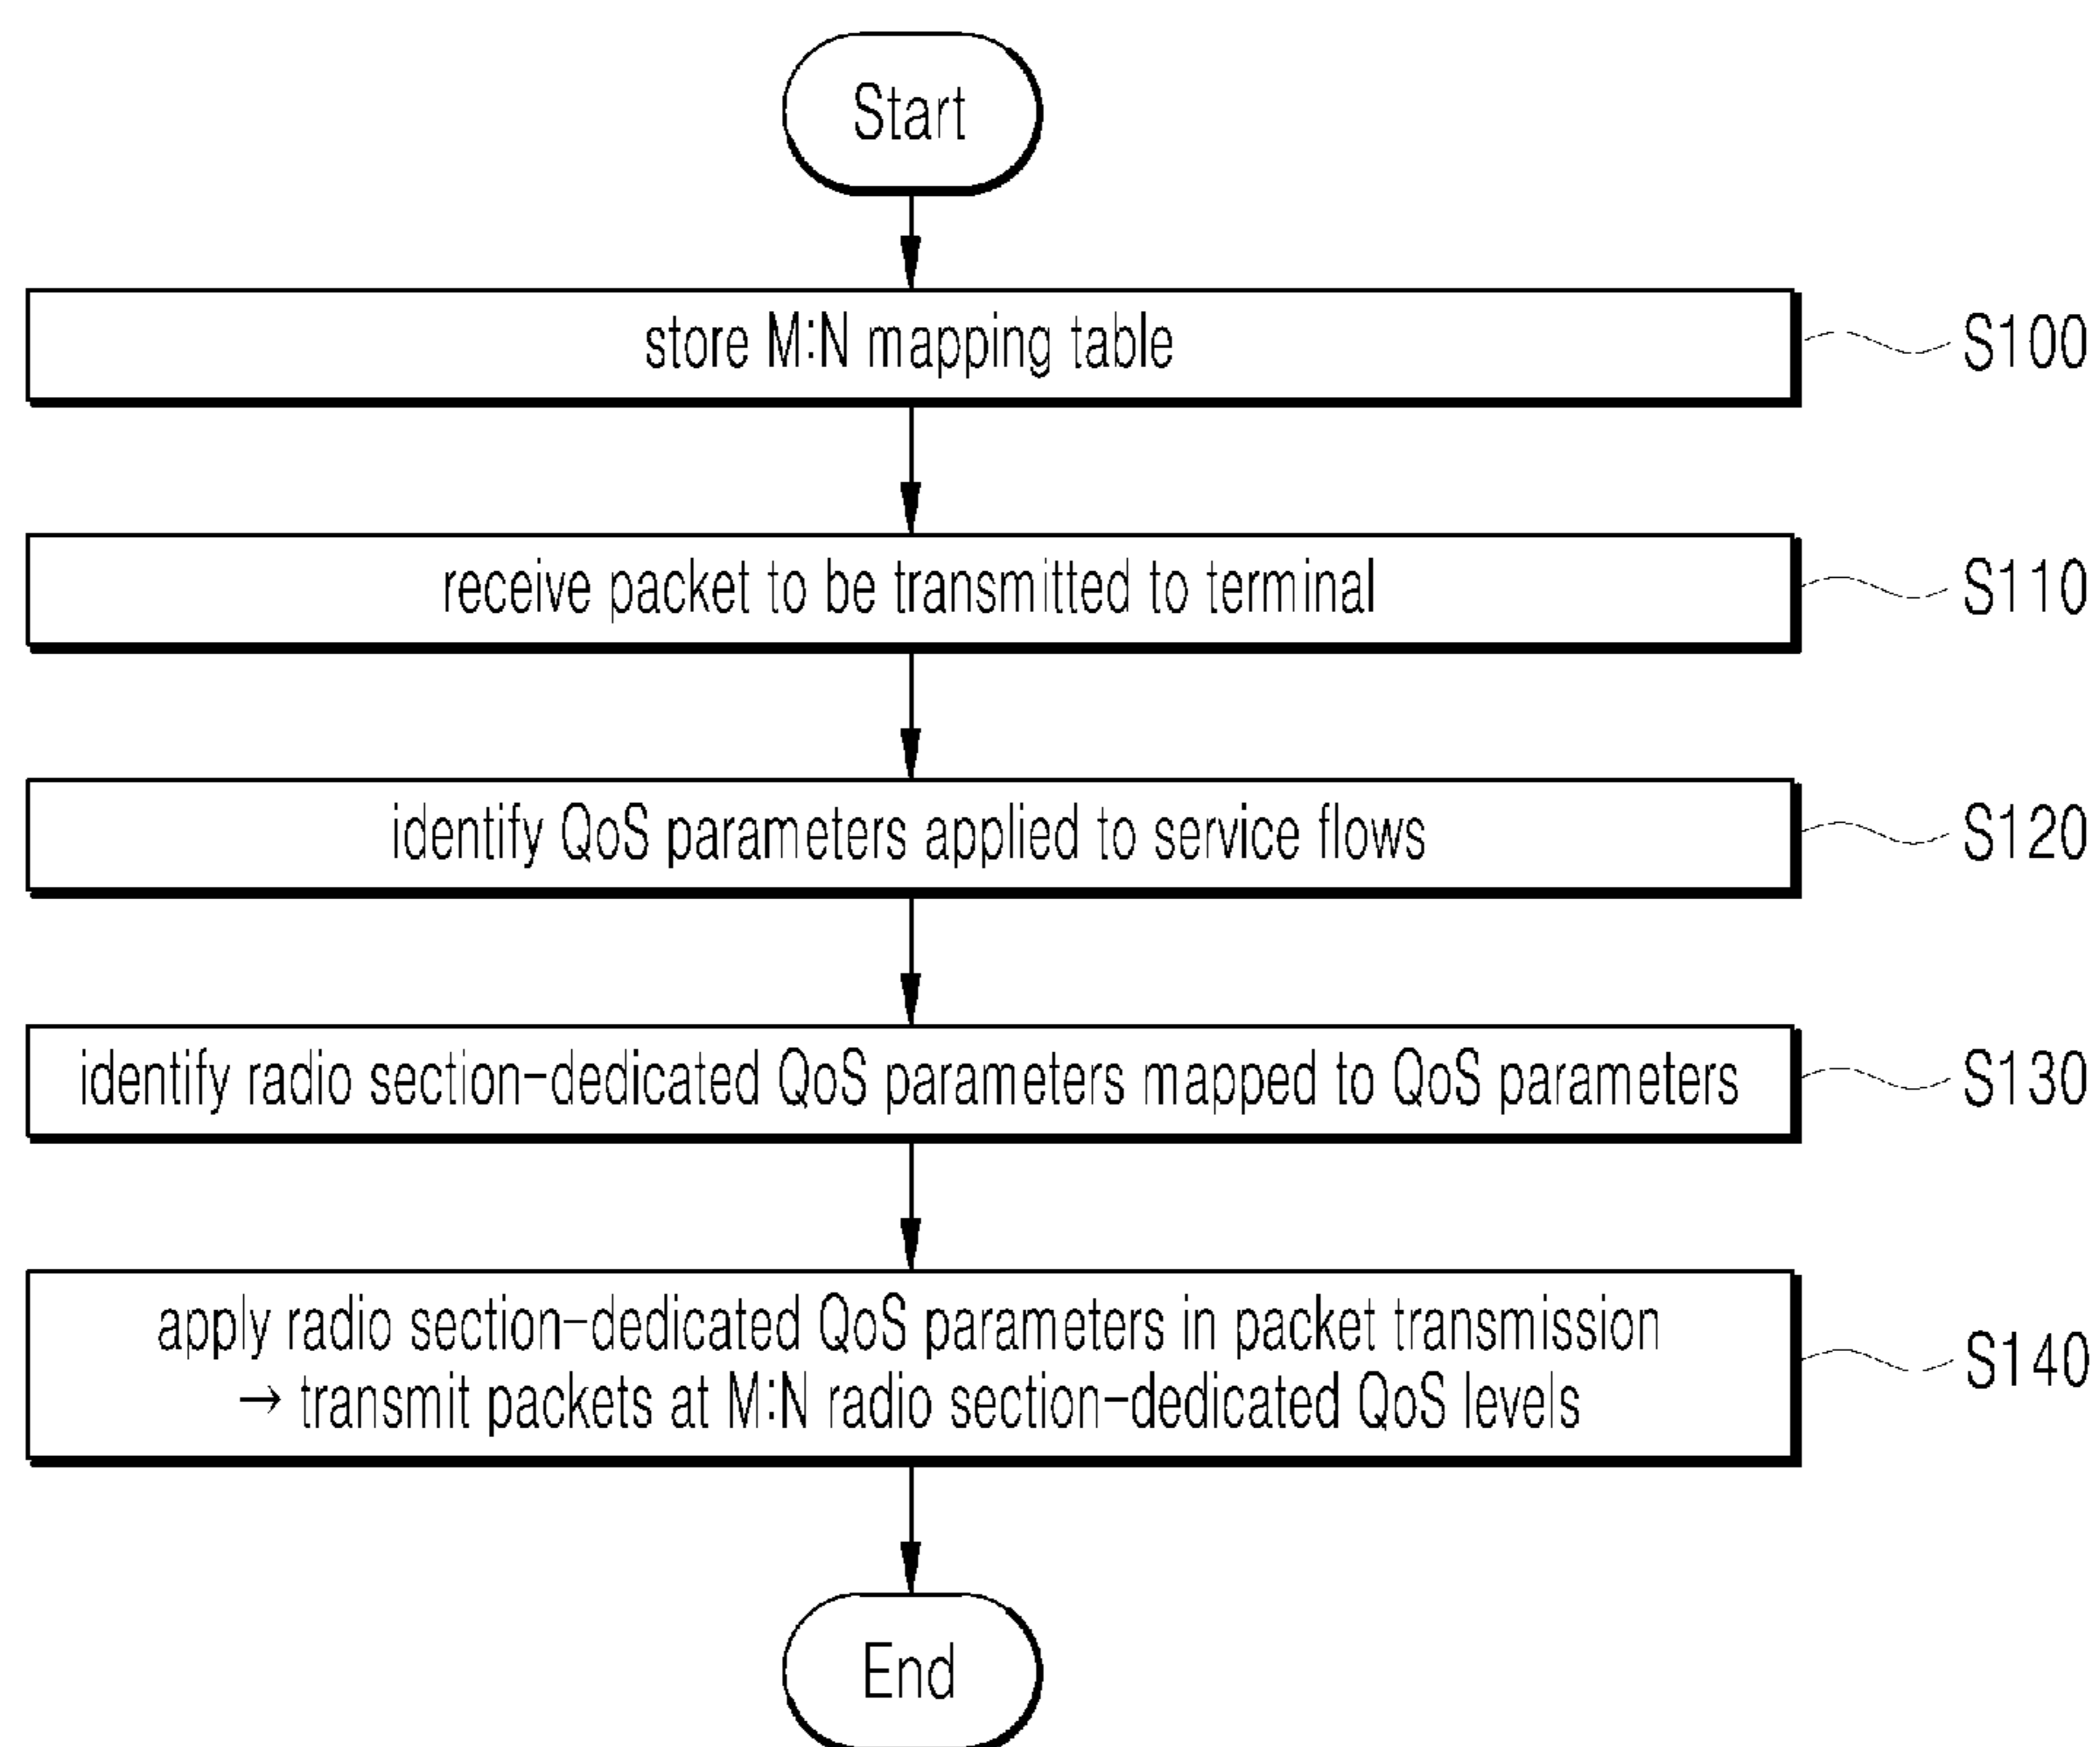 Start
store M:N mapping table
S100
receive packet to be transmitted to terminal
S110
identify QoS parameters applied to service flows
S120
identify radio section-dedicated QoS parameters mapped to QoS parameters
S130
apply radio section-dedicated QoS parameters in packet transmission
→ transmit packets at M:N radio section-dedicated QoS levels
S140
End